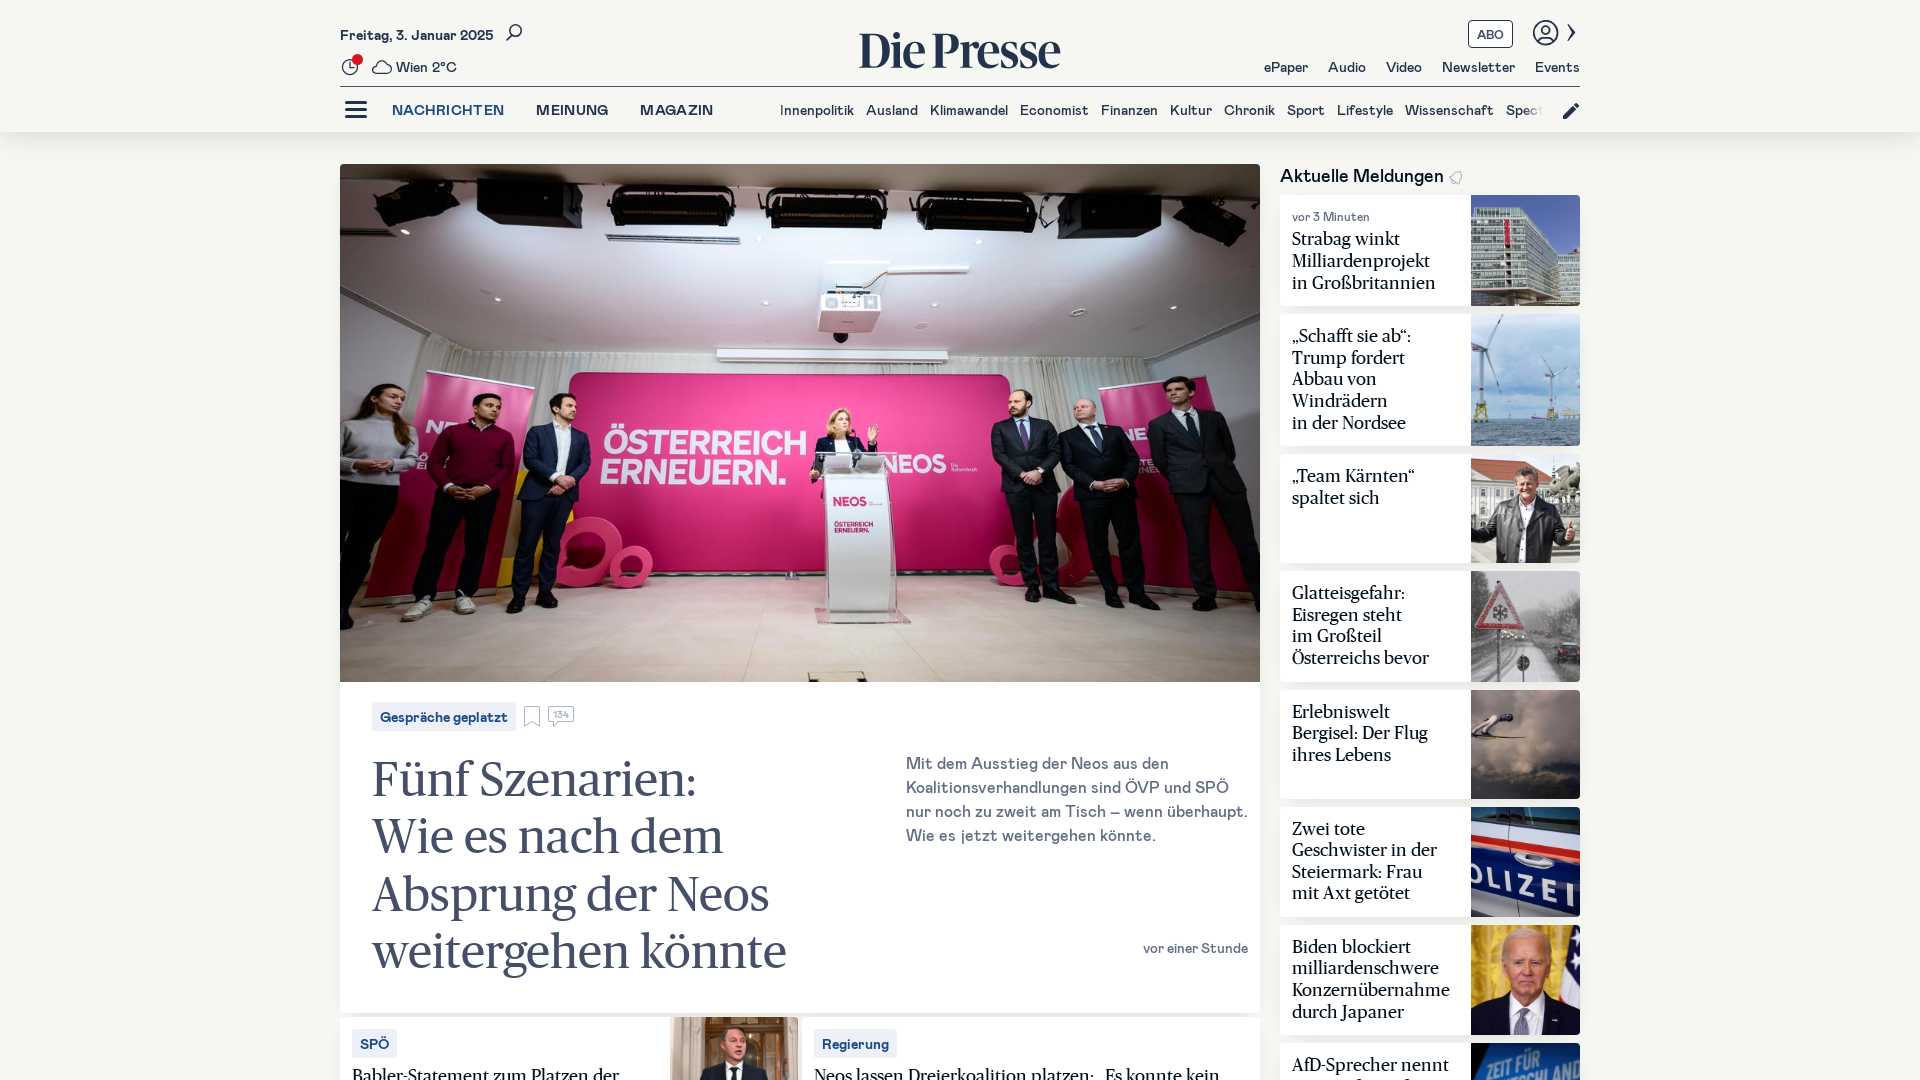 Freitag, 3. Januar 2025
Wien 2°C
Die Presse
ABO
ePaper Audio Video Newsletter Events
NACHRICHTEN MEINUNG MAGAZIN
Innenpolitik Ausland Klimawandel Economist Finanzen Kultur Chronik Sport Lifestyle Wissenschaft
ÖSTERREICH
ERNEUERN.
NEOS
NEOS
ÖSTERREICH
ERNEUERN.
Gespräche geplatzt
134
Fünf Szenarien:
Wie es nach dem
Absprung der Neos
weitergehen könnte
Mit dem Ausstieg der Neos aus den
Koalitionsverhandlungen sind ÖVP und SPÖ
nur noch zu zweit am Tisch – wenn überhaupt.
Wie es jetzt weitergehen könnte.
vor einer Stunde
SPÖ
Babler-Statement zum Platzen der
Regierung
Neos lassen Dreierkoalition platzen: „Es konnte kein
Aktuelle Meldungen
vor 3 Minuten
Strabag winkt
Milliardenprojekt
in Großbritannien
„Schafft sie ab“:
Trump fordert
Abbau von
Windrädern
in der Nordsee
„Team Kärnten“
spaltet sich
Glatteisgefahr:
Eisregen steht
im Großteil
Österreichs bevor
Erlebniswelt
Bergisel: Der Flug
ihres Lebens
Zwei tote
Geschwister in der
Steiermark: Frau
mit Axt getötet
POLIZEI
Biden blockiert
milliardenschwere
Konzernübernahme
durch Japaner
AfD-Sprecher nennt
ZEIT FÜR